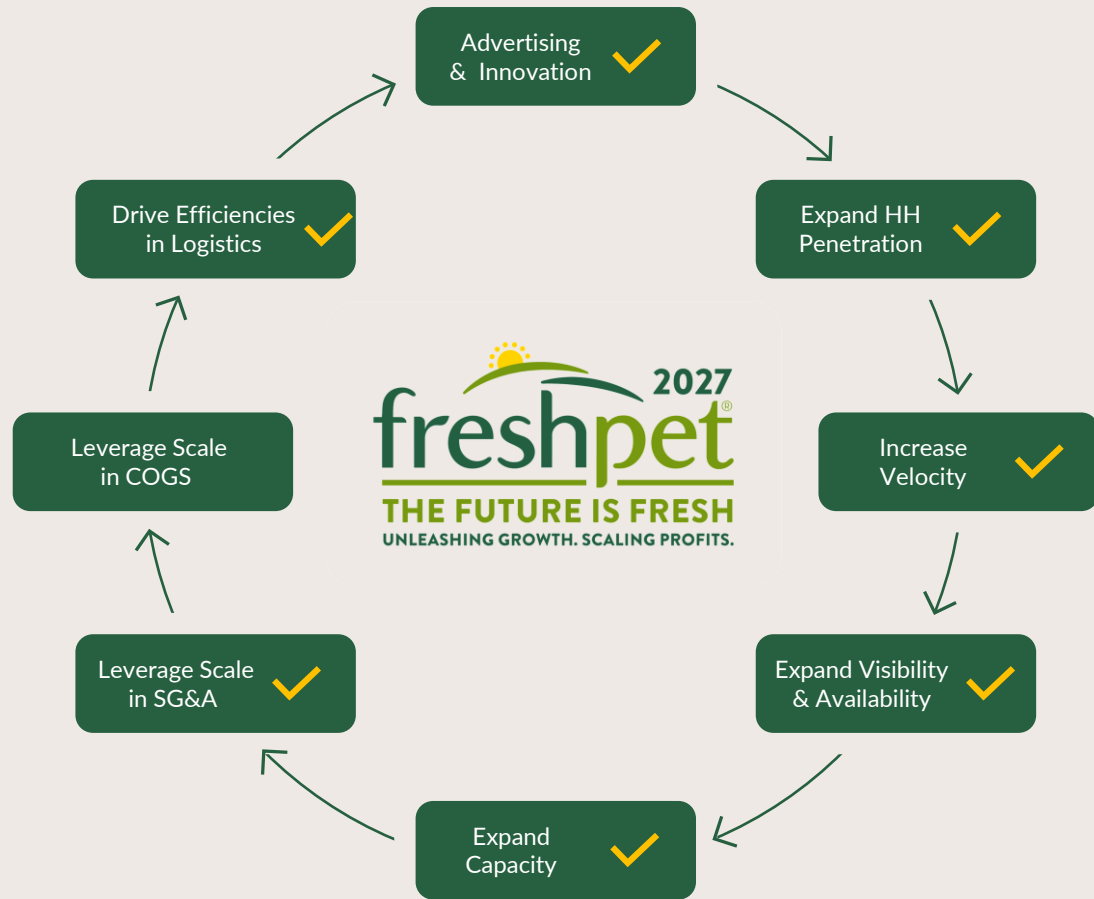 Advertising
& Innovation
Drive Efficiencies
in Logistics
Expand HH
Penetration
2027
freshpet®
THE FUTURE IS FRESH
UNLEASHING GROWTH. SCALING PROFITS.
Leverage Scale
in COGS
Increase
Velocity
Leverage Scale
in SG&A
Expand Visibility
& Availability
Expand
Capacity